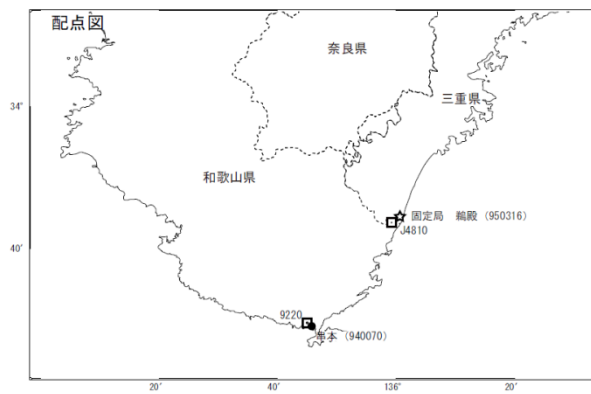 配点図
奈良県
34′
三重県
和歌山県
固定局 鵜殿（950316）
J4810
40′
9220
串本（940070）
20′
40′
136°
20′